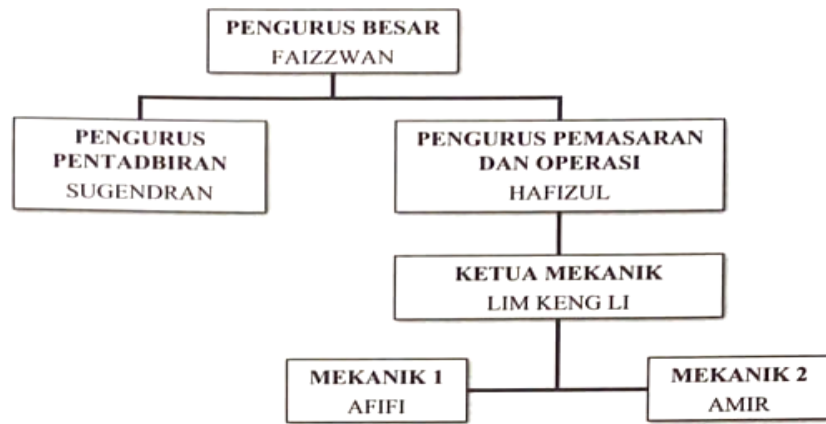 PENGURUS BESAR
FAIZZWAN
PENGURUS
PENTADBIRAN
SUGENDRAN
PENGURUS PEMASARAN
DAN OPERASI
HAFIZUL
KETUA MEKANIK
LIM KENG LI
MEKANIK 1
AFIFI
MEKANIK 2
AMIR